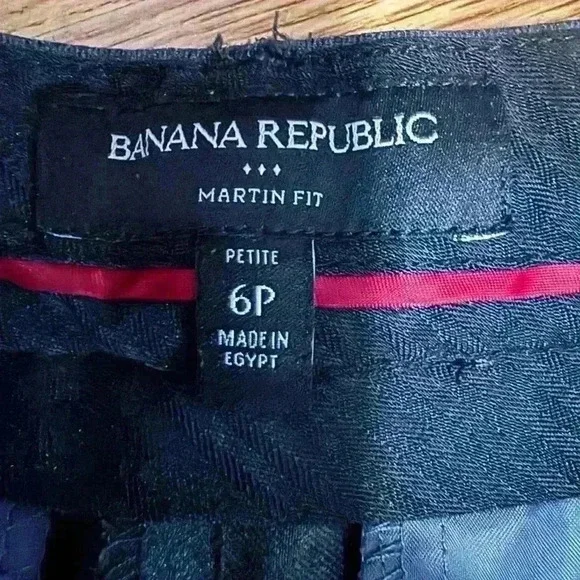 BANANA REPUBLIC
MARTIN FIT
PETITE
6P
MADE IN
EGYPT